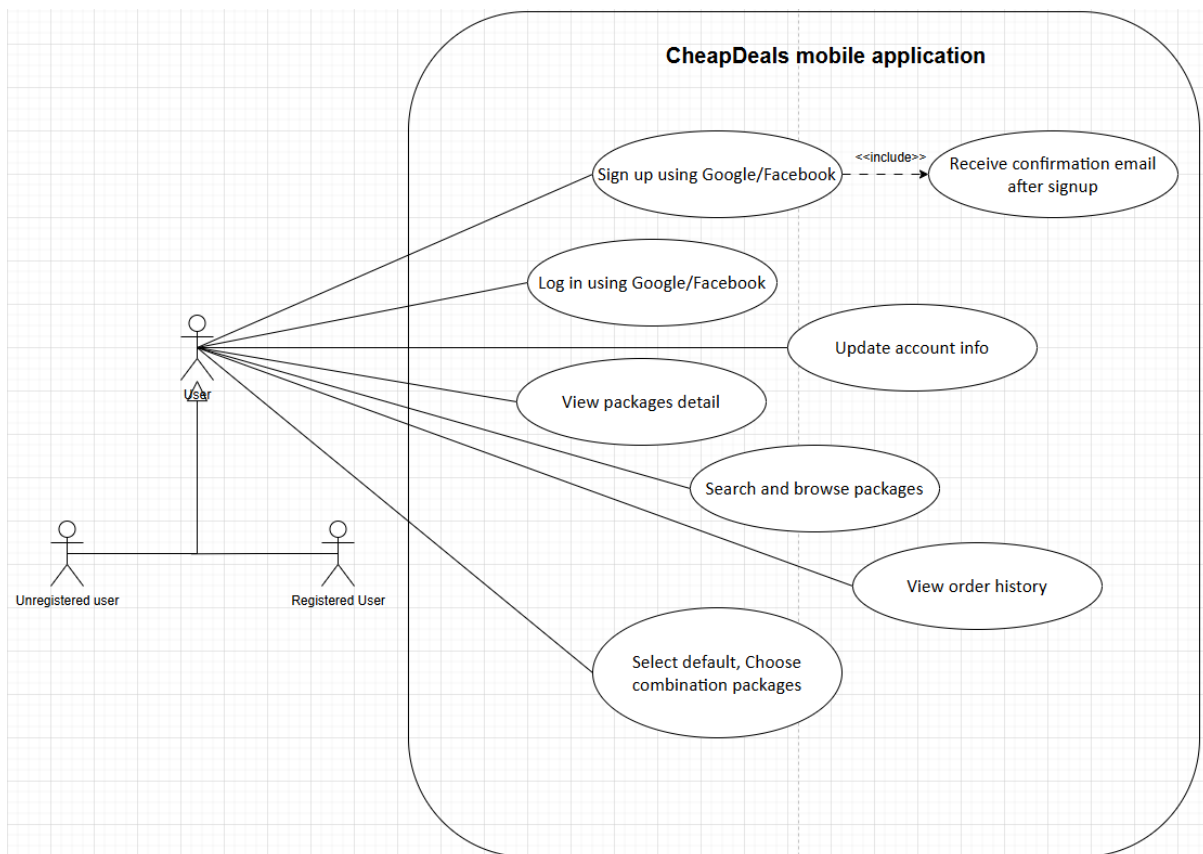 CheapDeals mobile application
Sign up using Google/Facebook
<<include>>
Receive confirmation email
after signup
Log in using Google/Facebook
Update account info
User
View packages detail
Search and browse packages
Unregistered user
Registered User
View order history
Select default, Choose
combination packages